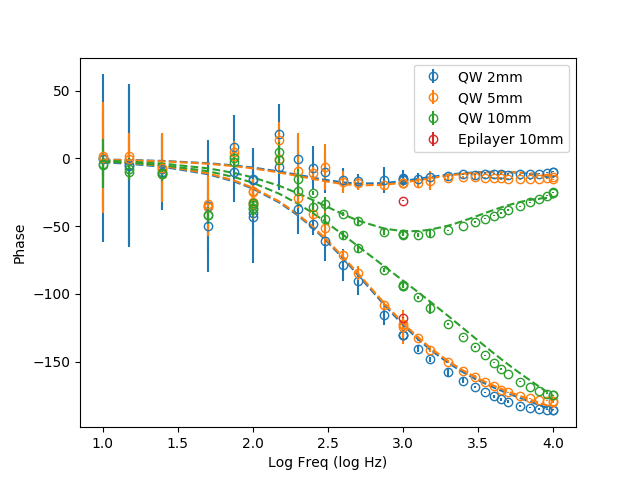 QW 2mm
QW 5mm
QW 10mm
Epilayer 10mm
50
0
−50
−100
−150
Phase
1.0 1.5 2.0 2.5 3.0 3.5 4.0
Log Freq (log Hz)